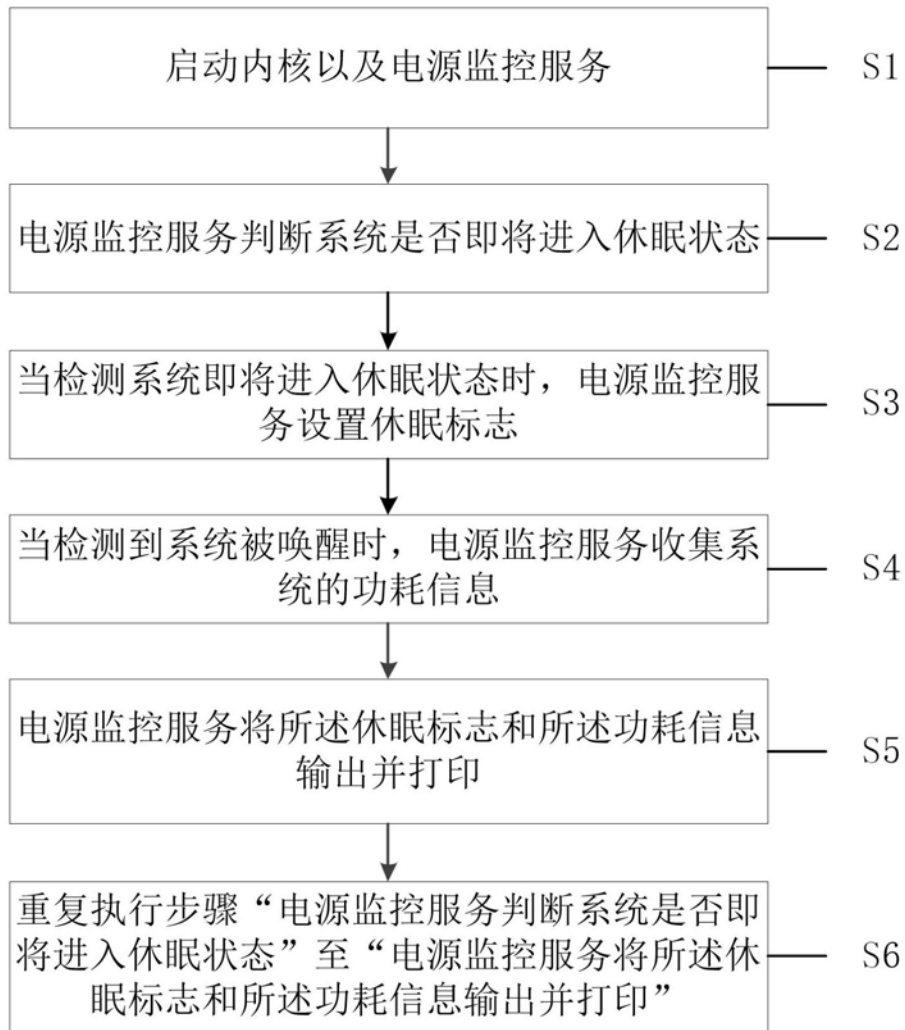 启动内核以及电源监控服务
S1
电源监控服务判断系统是否即将进入休眠状态
S2
当检测系统即将进入休眠状态时，电源监控服
务设置休眠标志
S3
当检测到系统被唤醒时，电源监控服务收集系
统的功耗信息
S4
电源监控服务将所述休眠标志和所述功耗信息
输出并打印
S5
重复执行步骤“电源监控服务判断系统是否即
将进入休眠状态”至“电源监控服务将所述休
眠标志和所述功耗信息输出并打印”
S6